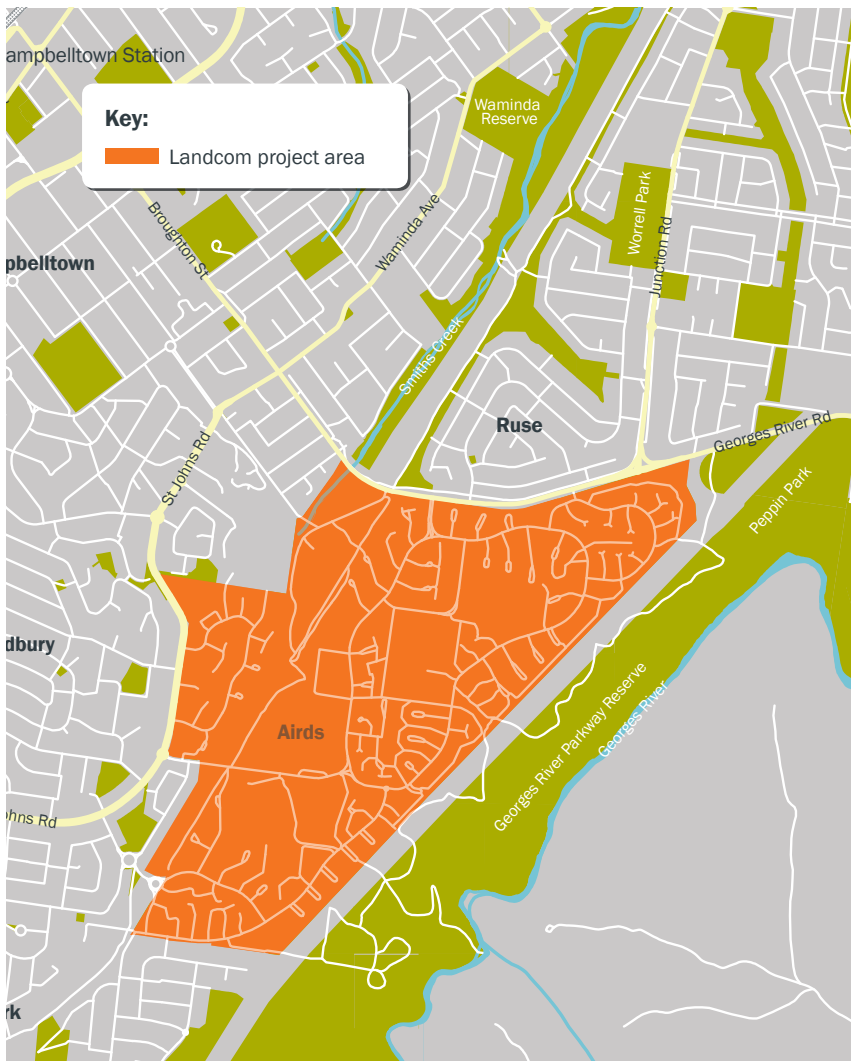 ampbelltown Station
Key:
Landcom project area
Waminda
Reserve
Worrell Park
Junction Rd
Broughton St
Waminda Ave
pbelltown
Smiths Creek
Ruse
Georges River Rd
St Johns Rd
Peppin Park
dbury
Airds
Georges River Parkway Reserve
Georges River
ohns Rd
rk